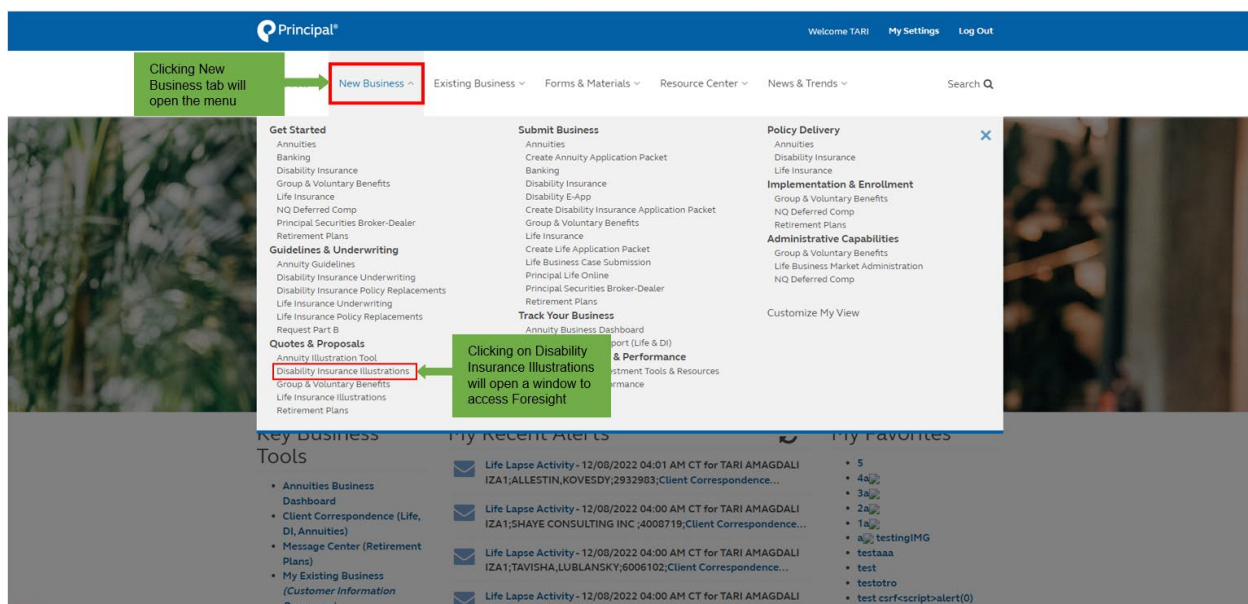 Principal®
Welcome TARI My Settings Log Out
Clicking New
Business tab will
open the menu
New Business Existing Business Forms & Materials Resource Center News & Trends Search
Get Started
Annuities
Banking
Disability Insurance
Group & Voluntary Benefits
Life Insurance
NQ Deferred Comp
Principal Securities Broker-Dealer
Retirement Plans
Guidelines & Underwriting
Annuity Guidelines
Disability Insurance Underwriting
Disability Insurance Policy Replacements
Life Insurance Underwriting
Life Insurance Policy Replacements
Request Part B
Quotes & Proposals
Annuity Illustration Tool
Disability Insurance Illustrations
Group & Voluntary Benefits
Life Insurance Illustrations
Retirement Plans
Submit Business
Annuities
Create Annuity Application Packet
Banking
Disability Insurance
Disability E-App
Create Disability Insurance Application Packet
Group & Voluntary Benefits
Life Insurance
Create Life Application Packet
Life Business Case Submission
Principal Life Online
Principal Securities Broker-Dealer
Retirement Plans
Track Your Business
Annuity Business Dashboard
(Life & DI)
& Performance
Tools & Resources
Clicking on Disability
Insurance Illustrations
will open a window to
access Foresight
Policy Delivery
Annuities
Disability Insurance
Life Insurance
Implementation & Enrollment
Group & Voluntary Benefits
NQ Deferred Comp
Retirement Plans
Administrative Capabilities
Group & Voluntary Benefits
Life Business Market Administration
NQ Deferred Comp
Customize My View
Key Business
Tools
Annuities Business
Dashboard
Client Correspondence (Life,
DI, Annuities)
Message Center (Retirement
Plans)
My Existing Business
(Customer Information
My Recent Alerts
Life Lapse Activity - 12/08/2022 04:01 AM CT for TARI AMAGDALI
IZA1;ALLESTIN,KOVESDY;2932983;Client Correspondence...
Life Lapse Activity - 12/08/2022 04:00 AM CT for TARI AMAGDALI
IZA1;SHAYE CONSULTING INC ;4008719;Client Correspondence...
Life Lapse Activity - 12/08/2022 04:00 AM CT for TARI AMAGDALI
IZA1;TAVISHA,LUBLANSKY;6006102;Client Correspondence...
Life Lapse Activity - 12/08/2022 04:00 AM CT for TARI AMAGDALI
My Favorites
5
4a
3a
2a
1a
a testingIMG
testaaa
test
testotro
test csrf<script>alert(0)